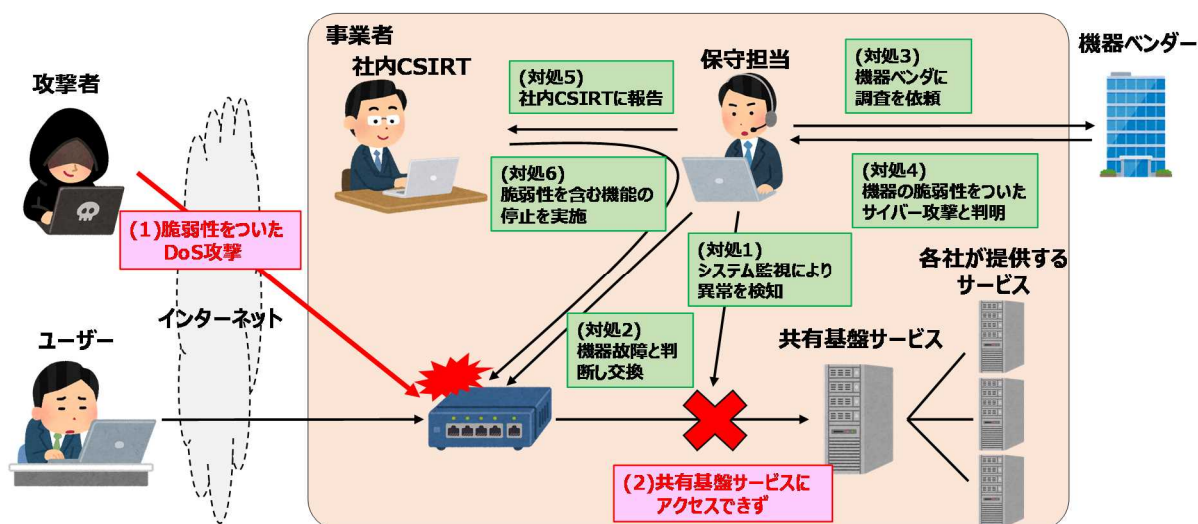 事業者
社内CSIRT
保守担当
機器ベンダー
攻撃者
(対処5)
社内CSIRTに報告
(対処3)
機器ベンダに
調査を依頼
(対処6)
脆弱性を含む機能の
停止を実施
(対処4)
機器の脆弱性をついた
サイバー攻撃と判明
(1)脆弱性をついた
DoS攻撃
(対処1)
システム監視により
異常を検知
各社が提供する
サービス
インターネット
ユーザー
(対処2)
機器故障と判
断し交換
共有基盤サービス
(2)共有基盤サービスに
アクセスできず